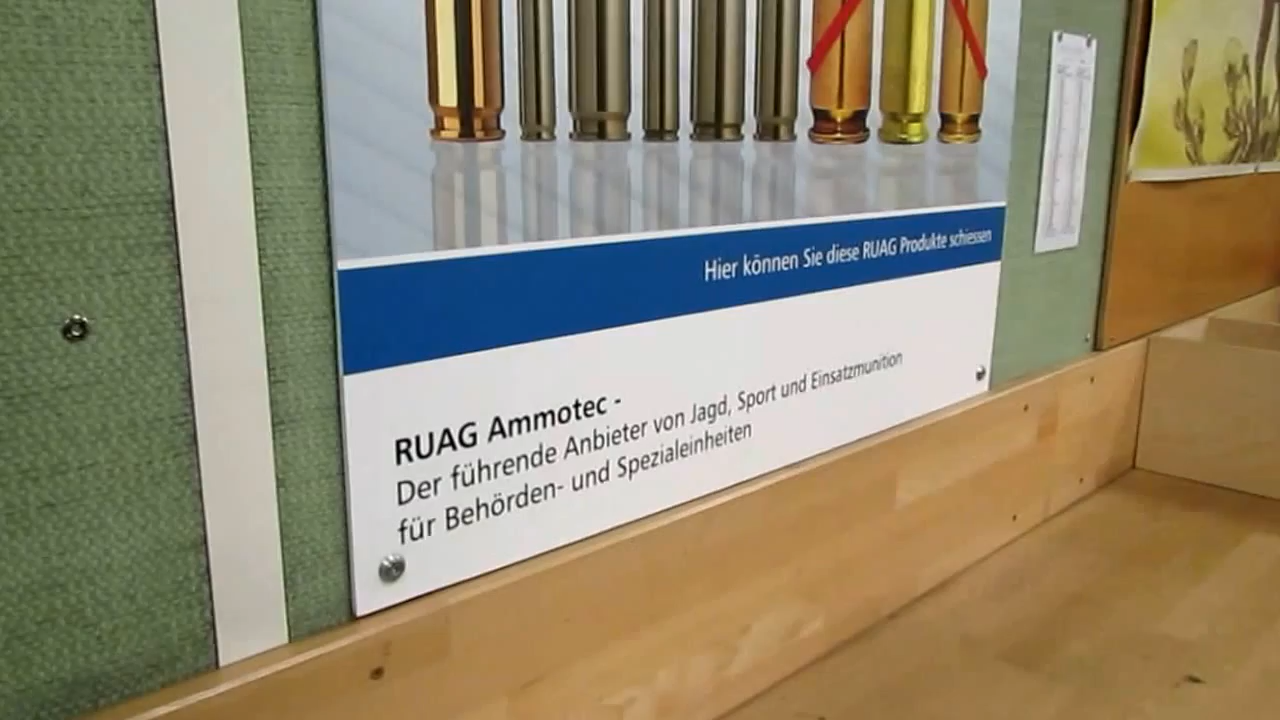 Hier können Sie diese RUAG Produkte schiessen
RUAG Ammotec -
Der führende Anbieter von Jagd, Sport und Einsatzmunition
für Behörden- und Spezialeinheiten